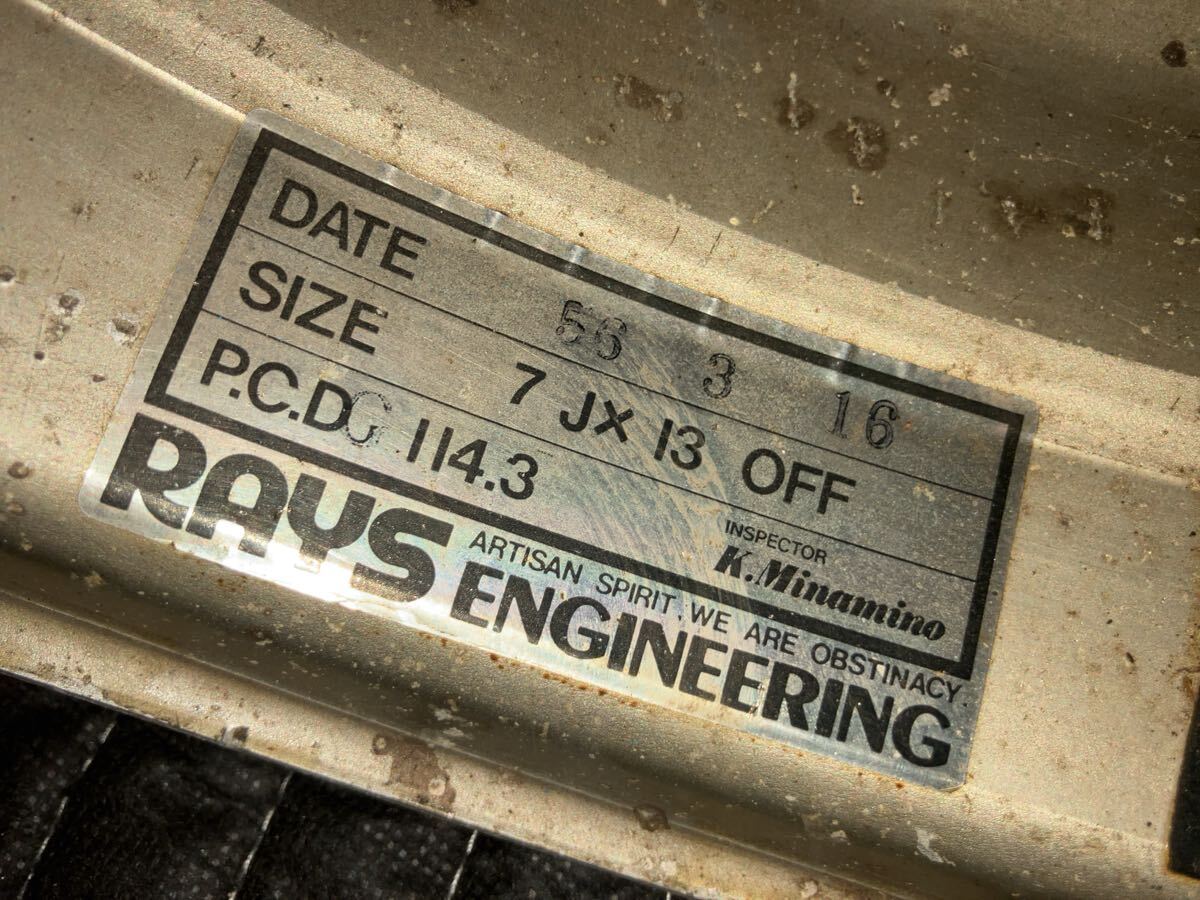 DATE 56 3 16
SIZE 7 JX 13 OFF
P.C.D G 114.3
INSPECTOR
K.Minamino
RAYS ENGINEERING
ARTISAN SPIRIT. WE ARE OBSTINACY.